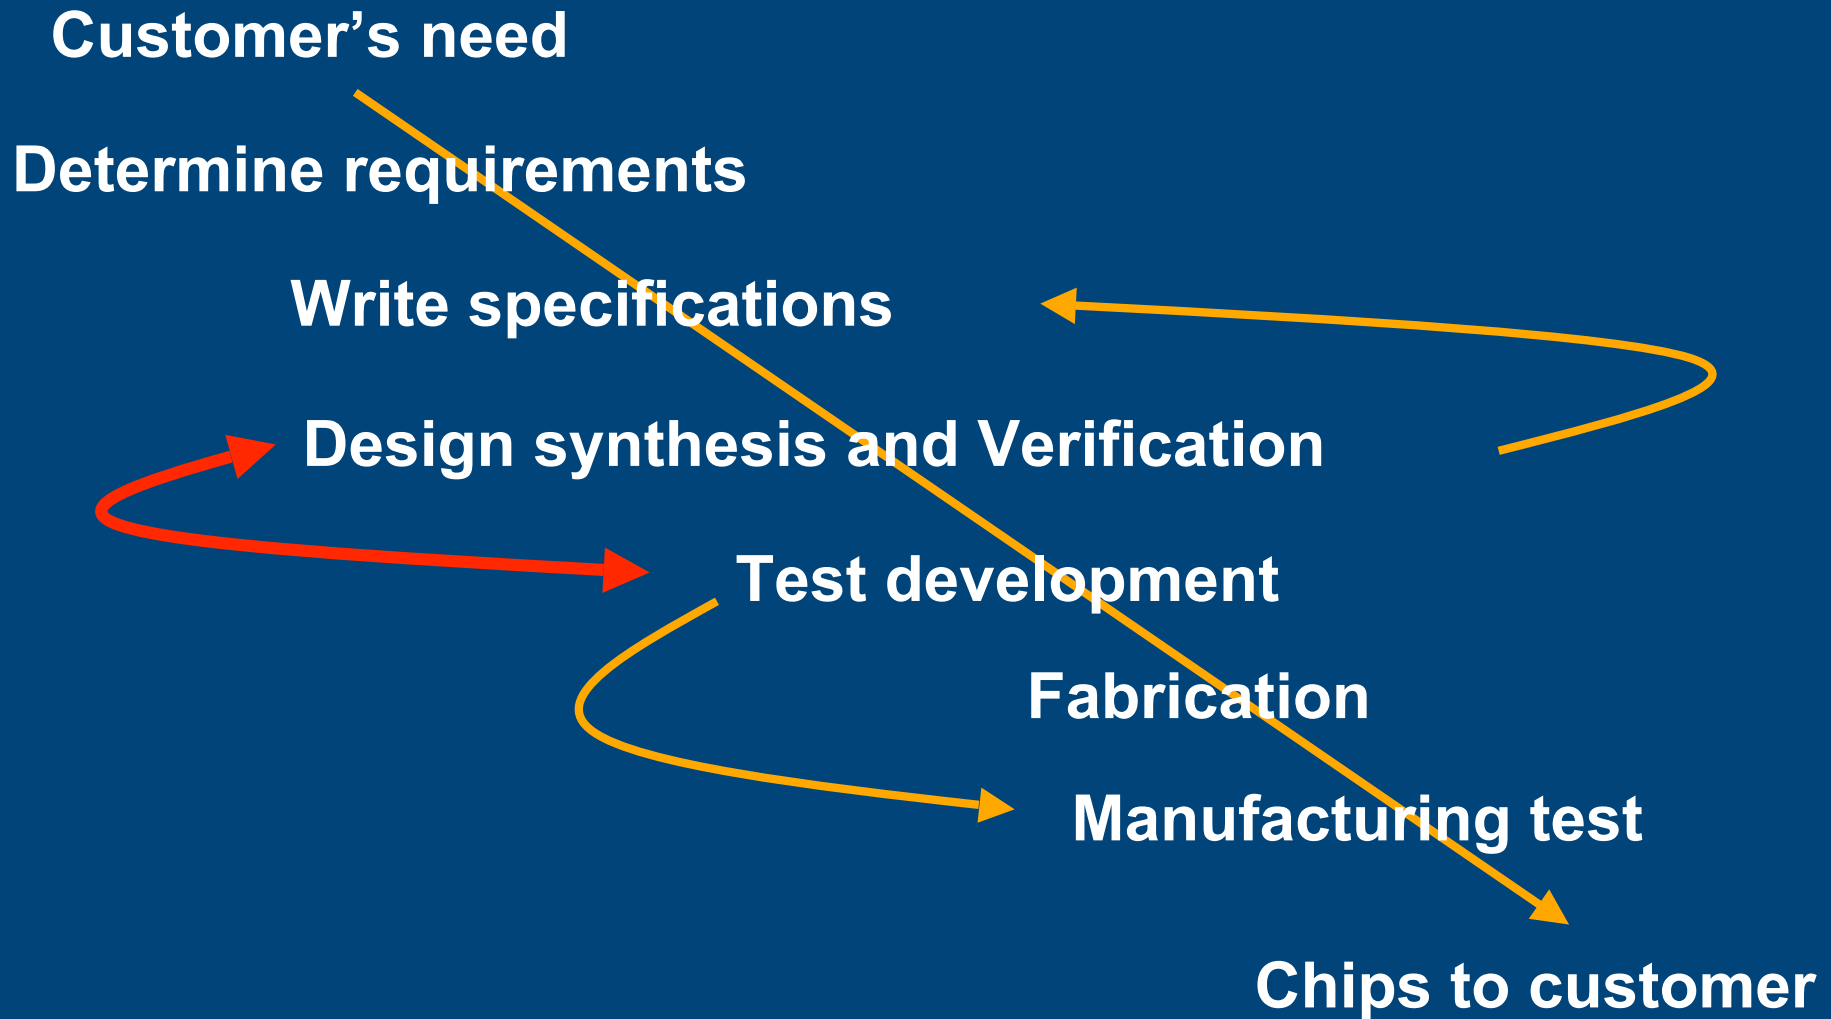 Customer’s need
Determine requirements
Write specifications
Design synthesis and Verification
Test development
Fabrication
Manufacturing test
Chips to customer